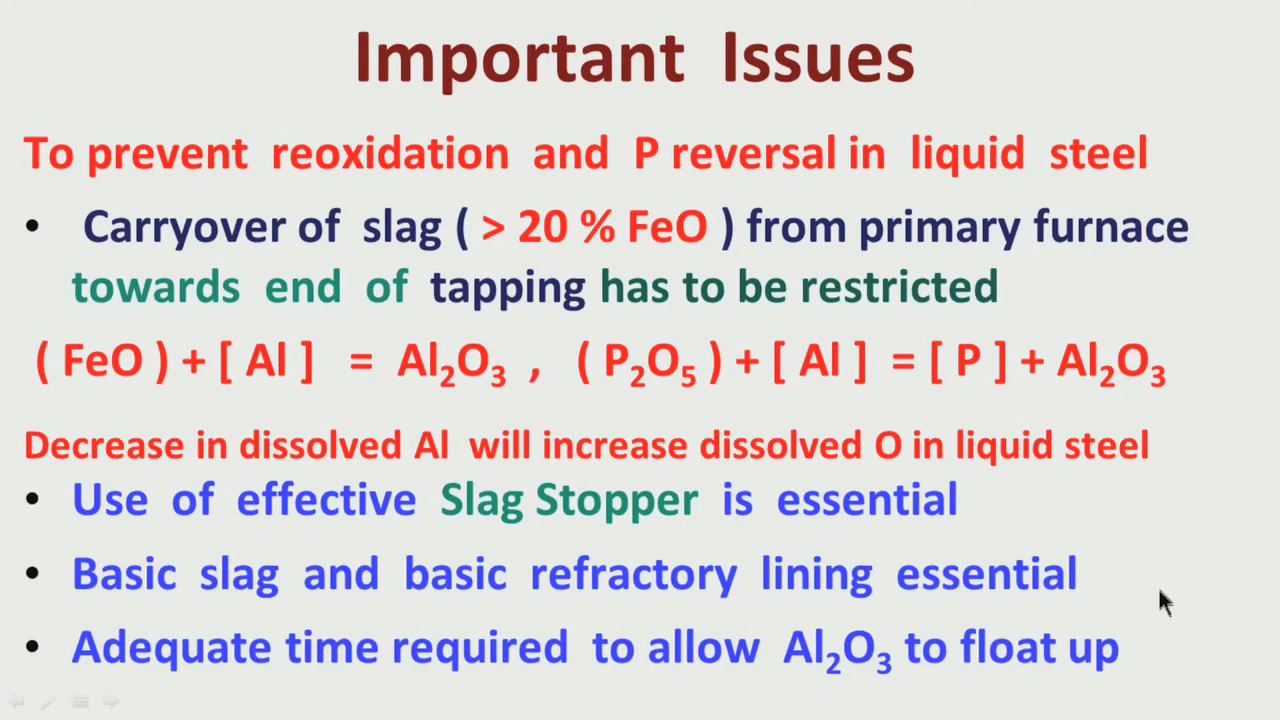 Important Issues
To prevent reoxidation and P reversal in liquid steel
• Carryover of slag ( > 20 % FeO ) from primary furnace
towards end of tapping has to be restricted
( FeO ) + [ Al ] = Al₂O₃ , ( P₂O₅ ) + [ Al ] = [ P ] + Al₂O₃
Decrease in dissolved Al will increase dissolved O in liquid steel
• Use of effective Slag Stopper is essential
• Basic slag and basic refractory lining essential
• Adequate time required to allow Al₂O₃ to float up